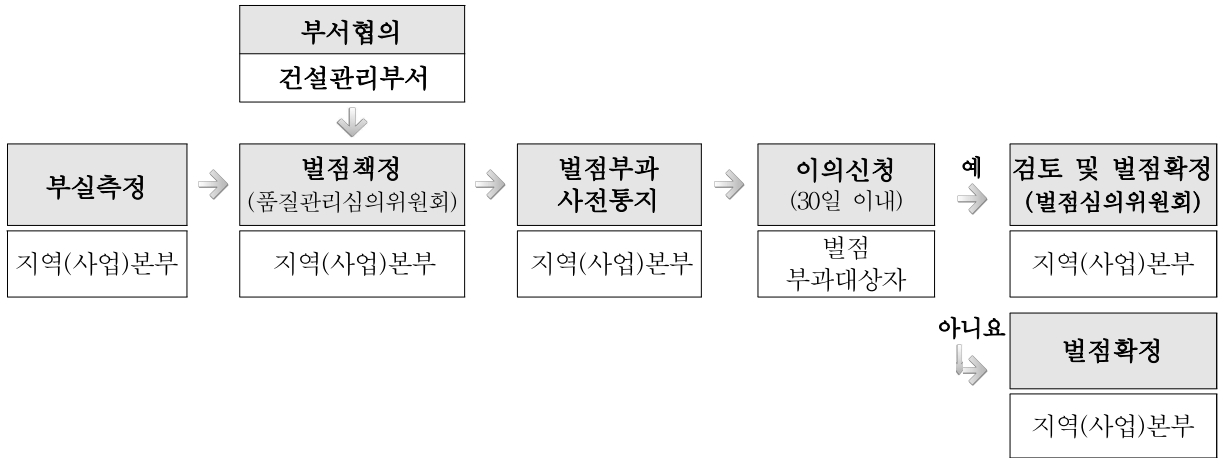 부서협의
건설관리부서
부실측정
지역(사업)본부
벌점책정
(품질관리심의위원회)
지역(사업)본부
벌점부과
사전통지
지역(사업)본부
이의신청
(30일 이내)
벌점
부과대상자
예
검토 및 벌점확정
(벌점심의위원회)
지역(사업)본부
아니요
벌점확정
지역(사업)본부